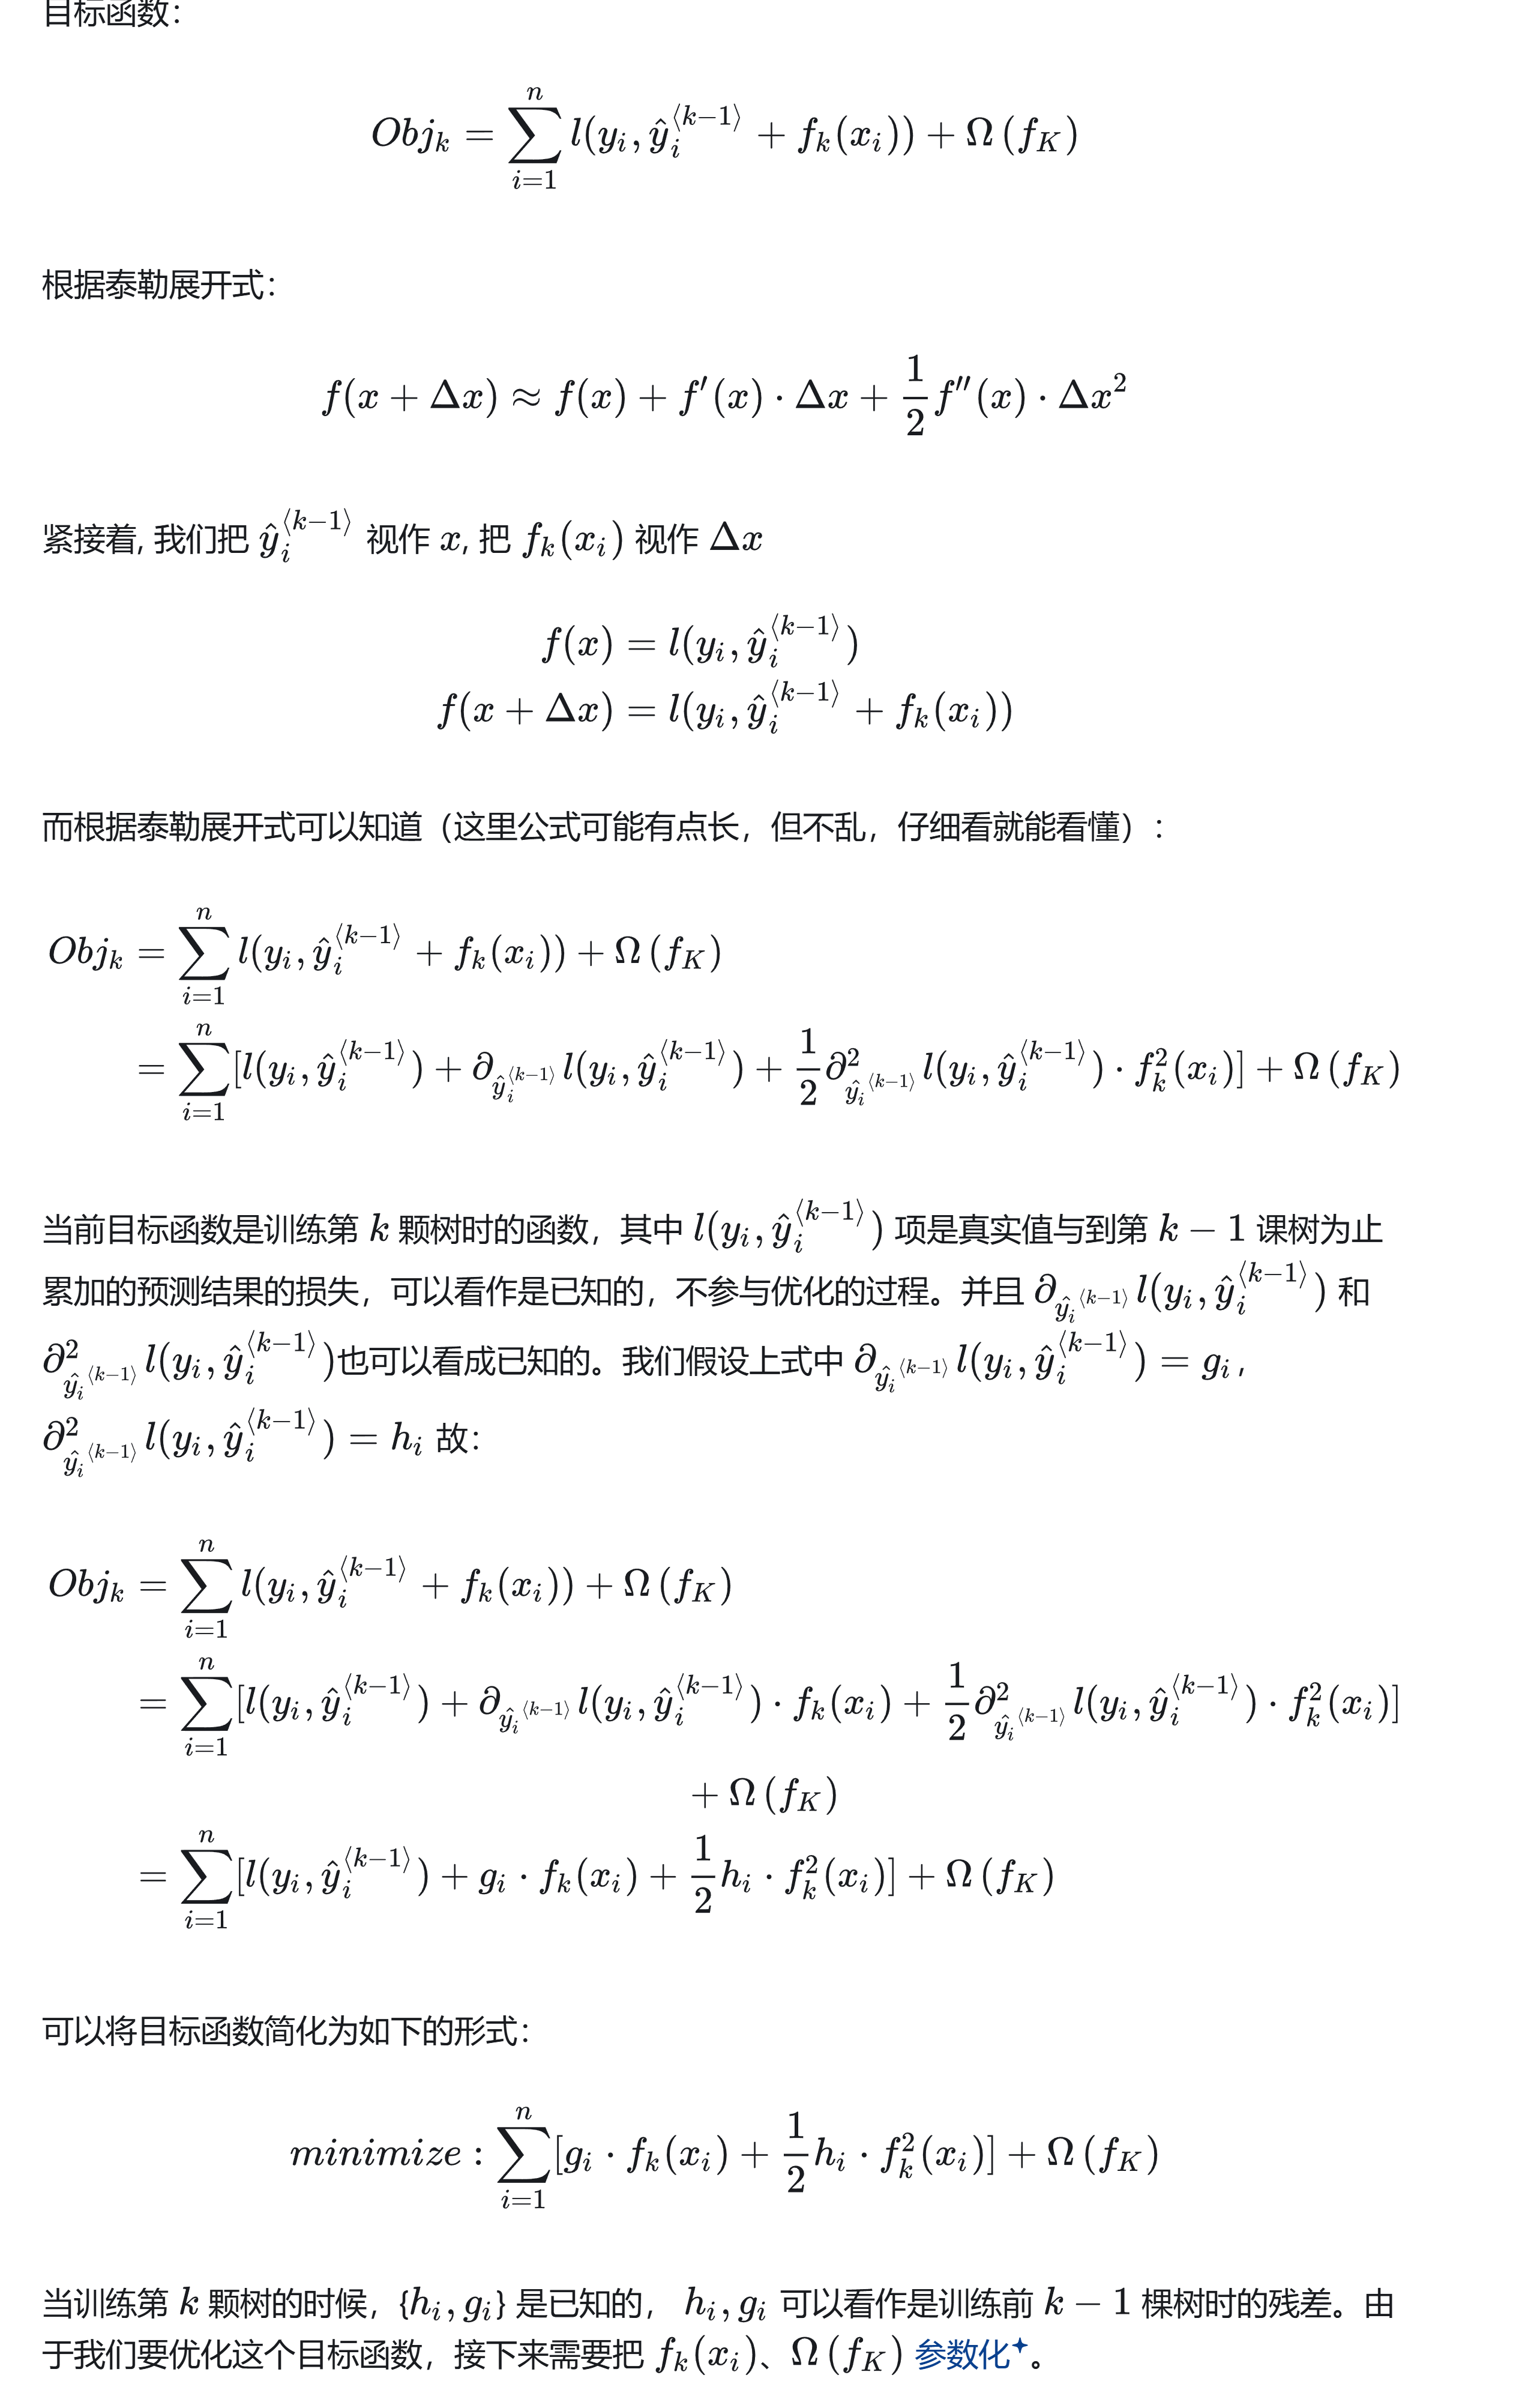 目标函数：
$Obj_k = \sum_{i=1}^{n} l(y_i, \hat{y}_i^{\langle k-1 \rangle} + f_k(x_i)) + \Omega(f_K)$
根据泰勒展开式：
$f(x + \Delta x) \approx f(x) + f'(x) \cdot \Delta x + \frac{1}{2} f''(x) \cdot \Delta x^2$
紧接着, 我们把 $\hat{y}_i^{\langle k-1 \rangle}$ 视作 $x$, 把 $f_k(x_i)$ 视作 $\Delta x$
$f(x) = l(y_i, \hat{y}_i^{\langle k-1 \rangle})$
$f(x + \Delta x) = l(y_i, \hat{y}_i^{\langle k-1 \rangle} + f_k(x_i))$
而根据泰勒展开式可以知道（这里公式可能有点长，但不乱，仔细看就能看懂）：
$Obj_k = \sum_{i=1}^{n} l(y_i, \hat{y}_i^{\langle k-1 \rangle} + f_k(x_i)) + \Omega(f_K)$
$= \sum_{i=1}^{n} [l(y_i, \hat{y}_i^{\langle k-1 \rangle}) + \partial_{\hat{y}_i^{\langle k-1 \rangle}} l(y_i, \hat{y}_i^{\langle k-1 \rangle}) + \frac{1}{2} \partial^2_{\hat{y_i}^{\langle k-1 \rangle}} l(y_i, \hat{y}_i^{\langle k-1 \rangle}) \cdot f_k^2(x_i)] + \Omega(f_K)$
当前目标函数是训练第 $k$ 颗树时的函数，其中 $l(y_i, \hat{y}_i^{\langle k-1 \rangle})$ 项是真实值与到第 $k-1$ 课树为止
累加的预测结果的损失，可以看作是已知的，不参与优化的过程。并且 $\partial_{\hat{y_i}^{\langle k-1 \rangle}} l(y_i, \hat{y}_i^{\langle k-1 \rangle})$ 和
$\partial^2_{\hat{y_i}^{\langle k-1 \rangle}} l(y_i, \hat{y}_i^{\langle k-1 \rangle})$也可以看成已知的。我们假设上式中 $\partial_{\hat{y_i}^{\langle k-1 \rangle}} l(y_i, \hat{y}_i^{\langle k-1 \rangle}) = g_i$，
$\partial^2_{\hat{y_i}^{\langle k-1 \rangle}} l(y_i, \hat{y}_i^{\langle k-1 \rangle}) = h_i$ 故：
$Obj_k = \sum_{i=1}^{n} l(y_i, \hat{y}_i^{\langle k-1 \rangle} + f_k(x_i)) + \Omega(f_K)$
$= \sum_{i=1}^{n} [l(y_i, \hat{y}_i^{\langle k-1 \rangle}) + \partial_{\hat{y_i}^{\langle k-1 \rangle}} l(y_i, \hat{y}_i^{\langle k-1 \rangle}) \cdot f_k(x_i) + \frac{1}{2} \partial^2_{\hat{y_i}^{\langle k-1 \rangle}} l(y_i, \hat{y}_i^{\langle k-1 \rangle}) \cdot f_k^2(x_i)]$
$+ \Omega(f_K)$
$= \sum_{i=1}^{n} [l(y_i, \hat{y}_i^{\langle k-1 \rangle}) + g_i \cdot f_k(x_i) + \frac{1}{2} h_i \cdot f_k^2(x_i)] + \Omega(f_K)$
可以将目标函数简化为如下的形式：
$minimize: \sum_{i=1}^{n} [g_i \cdot f_k(x_i) + \frac{1}{2} h_i \cdot f_k^2(x_i)] + \Omega(f_K)$
当训练第 $k$ 颗树的时候，{$h_i, g_i$} 是已知的， $h_i, g_i$ 可以看作是训练前 $k-1$ 棵树时的残差。由
于我们要优化这个目标函数，接下来需要把 $f_k(x_i)$、$\Omega(f_K)$ 参数化。